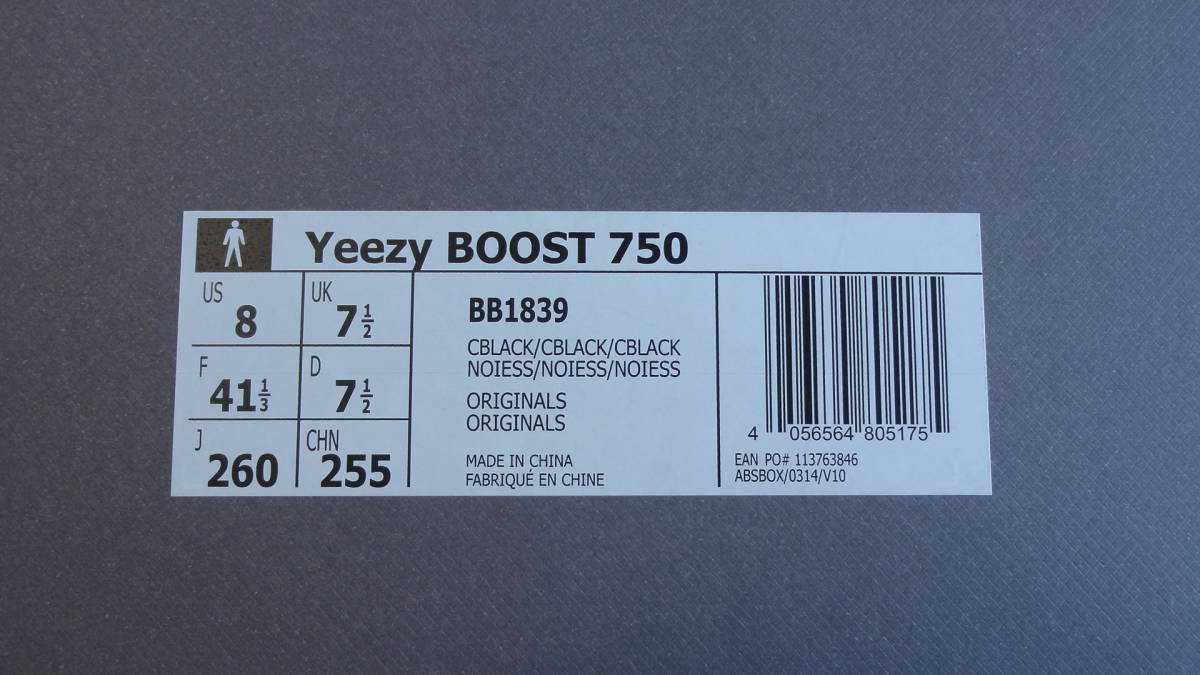 Yeezy BOOST 750
US
8
UK
7 1/2
F
41 1/3
D
7 1/2
J
260
CHN
255
BB1839
CBLACK/CBLACK/CBLACK
NOIESS/NOIESS/NOIESS
ORIGINALS
ORIGINALS
MADE IN CHINA
FABRIQUÉ EN CHINE
4 056564 805175
EAN PO# 113763846
ABSBOX/0314/V10